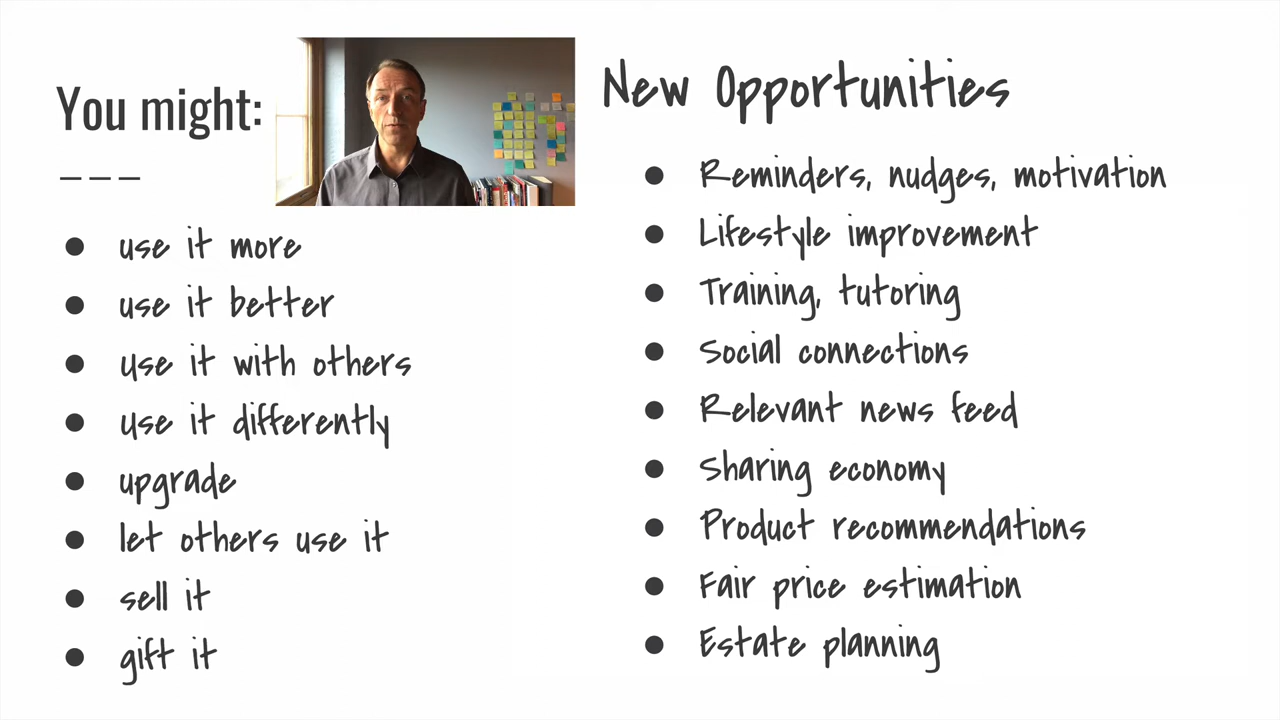 You might:
– – –
● use it more
● use it better
● Use it with others
● Use it differently
● upgrade
● let others use it
● sell it
● gift it
New Opportunities
● Reminders, nudges, motivation
● Lifestyle improvement
● Training, tutoring
● Social connections
● Relevant news feed
● Sharing economy
● Product recommendations
● Fair price estimation
● Estate planning